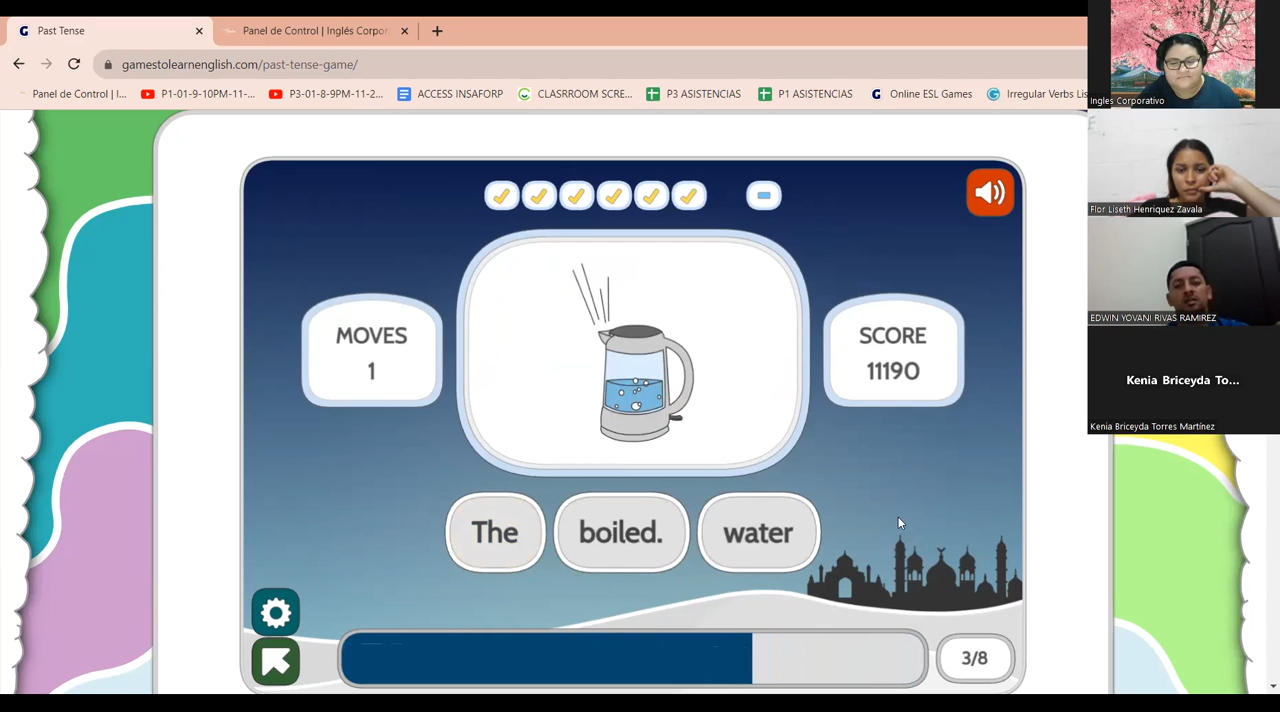 Past Tense
Panel de Control | Inglés Corpor
gamestolearnenglish.com/past-tense-game/
Panel de Control | I...
P1-01-9-10PM-11-...
P3-01-8-9PM-11-2...
ACCESS INSAFORP
CLASRROOM SCRE...
P3 ASISTENCIAS
P1 ASISTENCIAS
Online ESL Games
Irregular Verbs Lis
Ingles Corporativo
Flor Liseth Henriquez Zavala
EDWIN YOVANI RIVAS RAMIREZ
Kenia Briceyda To...
Kenia Briceyda Torres Martínez
MOVES
1
SCORE
11190
The boiled. water
3/8